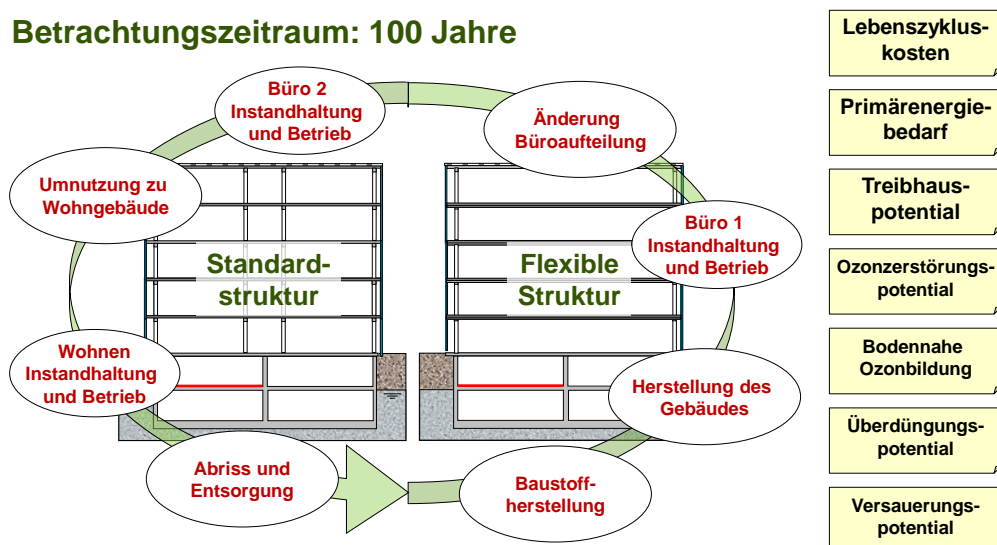 Betrachtungszeitraum: 100 Jahre
Büro 2
Instandhaltung
und Betrieb
Änderung
Büroaufteilung
Umnutzung zu
Wohngebäude
Büro 1
Instandhaltung
und Betrieb
Standard-
struktur
Flexible
Struktur
Wohnen
Instandhaltung
und Betrieb
Herstellung des
Gebäudes
Abriss und
Entsorgung
Baustoff-
herstellung
Lebenszyklus-
kosten
Primärenergie-
bedarf
Treibhaus-
potential
Ozonzerstörungs-
potential
Bodennahe
Ozonbildung
Überdüngungs-
potential
Versauerungs-
potential